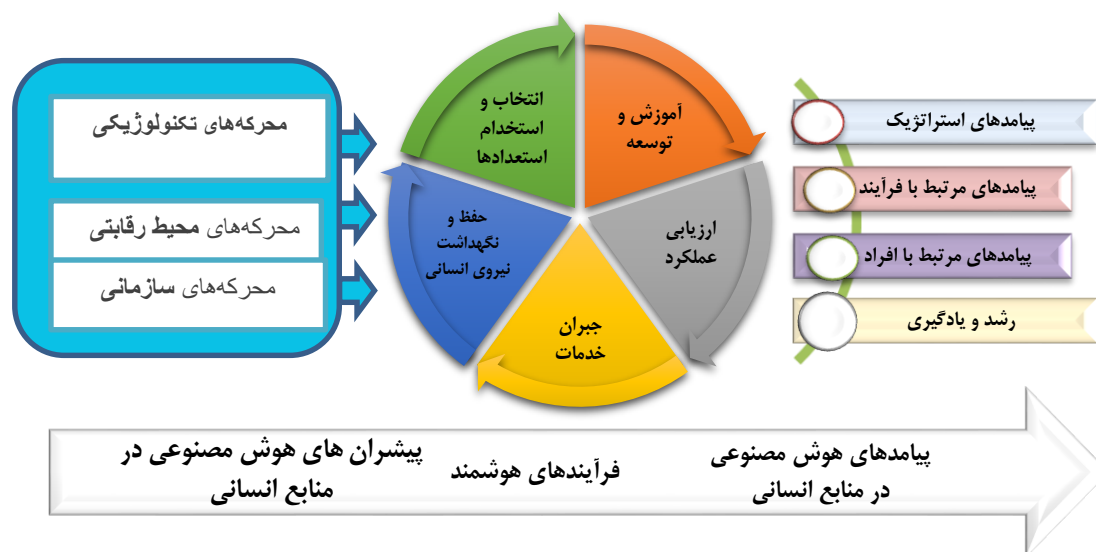 محرکه‌های تکنولوژیکی
محرکه‌های محیط رقابتی
محرکه‌های سازمانی
انتخاب و
استخدام
استعدادها
آموزش و
توسعه
ارزیابی
عملکرد
جبران
خدمات
حفظ و
نگهداشت
نیروی انسانی
پیامدهای استراتژیک
پیامدهای مرتبط با فرآیند
پیامدهای مرتبط با افراد
رشد و یادگیری
پیشران های هوش مصنوعی در
منابع انسانی
فرآیندهای هوشمند
پیامدهای هوش مصنوعی
در منابع انسانی